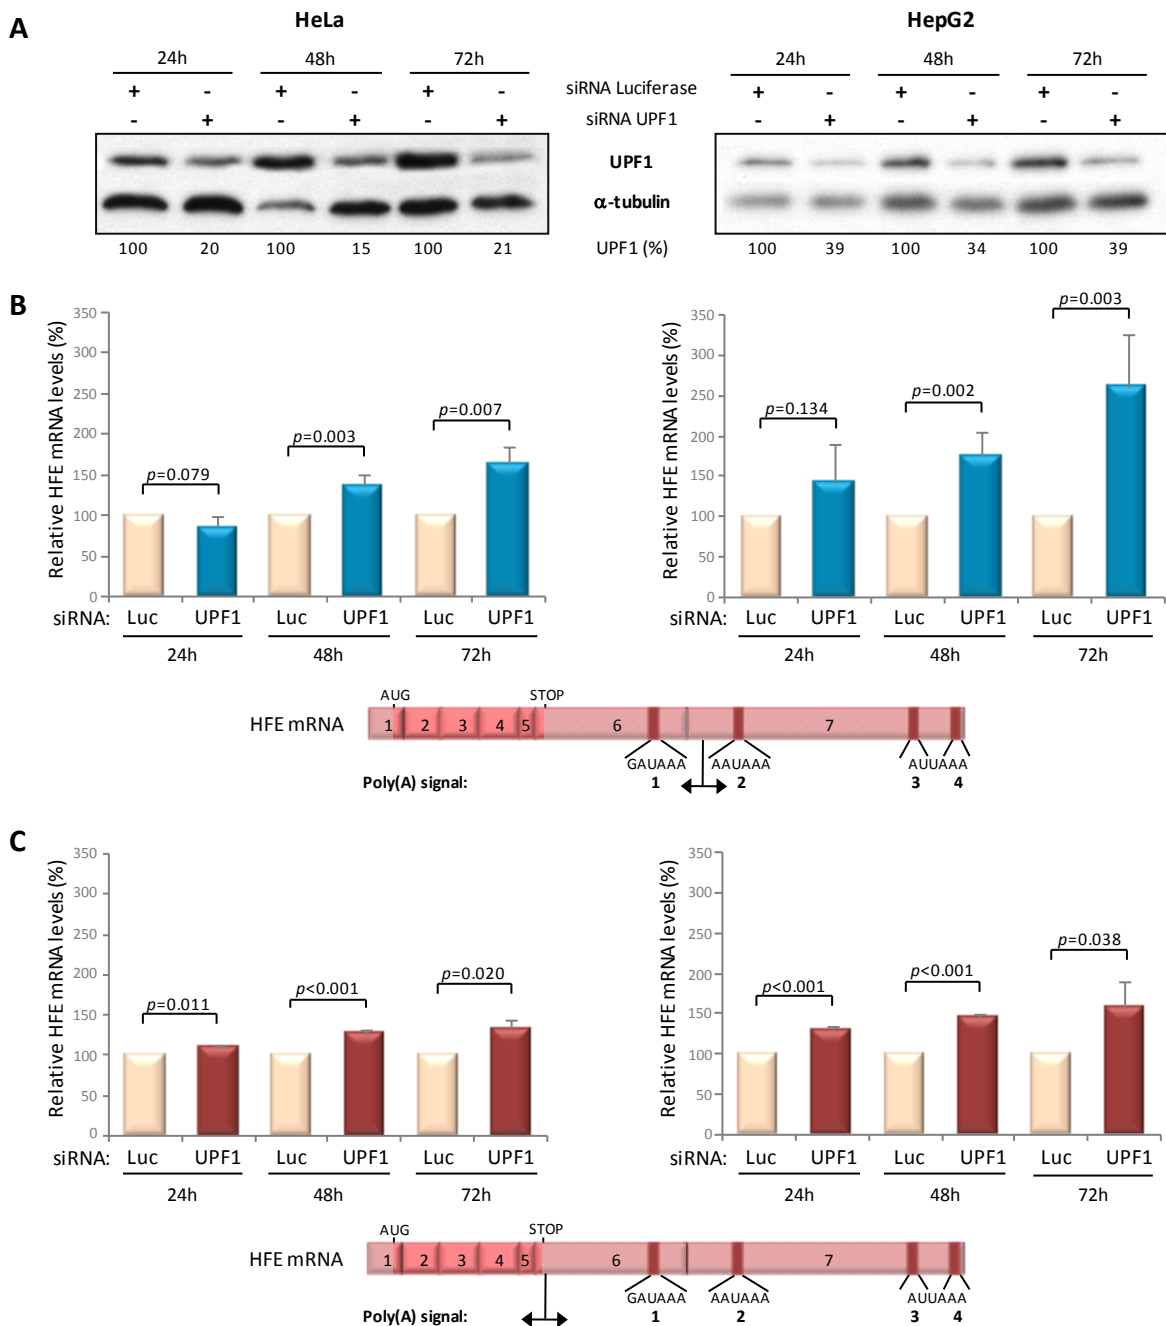 A
HeLa
HepG2
24h 48h 72h
24h 48h 72h
+ - + - + - siRNA Luciferase + - + - + -
- + - + - + siRNA UPF1 - + - + - +
UPF1
α-tubulin
100 20 100 15 100 21 UPF1 (%) 100 39 100 34 100 39
B
Relative HFE mRNA levels (%)
350
300
250
200
150
100
50
0
p=0.079
p=0.003
p=0.007
siRNA: Luc UPF1 Luc UPF1 Luc UPF1
24h 48h 72h
Relative HFE mRNA levels (%)
350
300
250
200
150
100
50
0
p=0.134
p=0.002
p=0.003
siRNA: Luc UPF1 Luc UPF1 Luc UPF1
24h 48h 72h
AUG STOP
HFE mRNA 1 2 3 4 5 6 7
GAUAAA AAUAAA AUUAAA
Poly(A) signal: 1 2 3 4
C
Relative HFE mRNA levels (%)
350
300
250
200
150
100
50
0
p=0.011
p<0.001
p=0.020
siRNA: Luc UPF1 Luc UPF1 Luc UPF1
24h 48h 72h
Relative HFE mRNA levels (%)
350
300
250
200
150
100
50
0
p<0.001
p<0.001
p=0.038
siRNA: Luc UPF1 Luc UPF1 Luc UPF1
24h 48h 72h
AUG STOP
HFE mRNA 1 2 3 4 5 6 7
GAUAAA AAUAAA AUUAAA
Poly(A) signal: 1 2 3 4